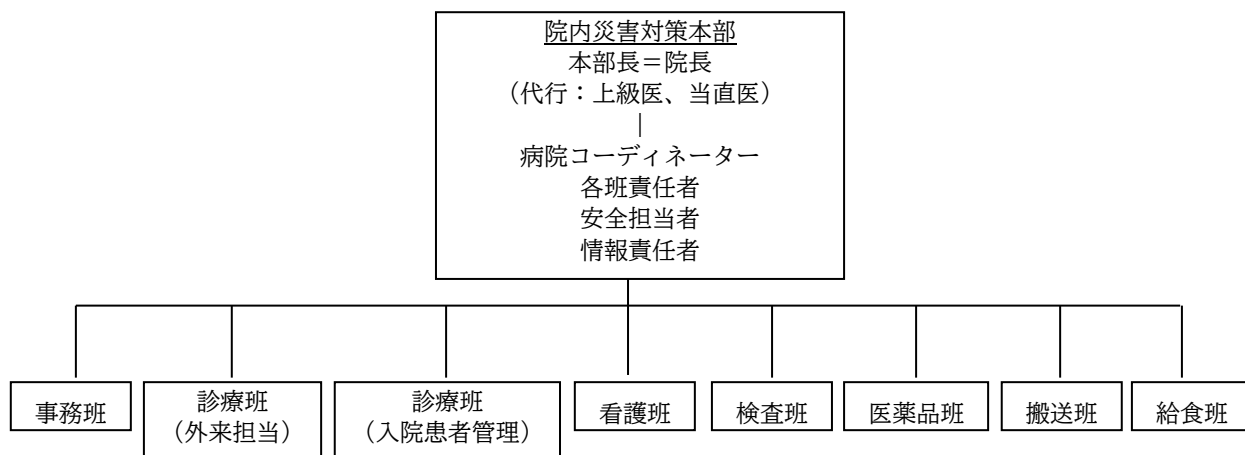 院内災害対策本部
本部長＝院長
（代行：上級医、当直医）
｜
病院コーディネーター
各班責任者
安全担当者
情報責任者
事務班
診療班
（外来担当）
診療班
（入院患者管理）
看護班
検査班
医薬品班
搬送班
給食班